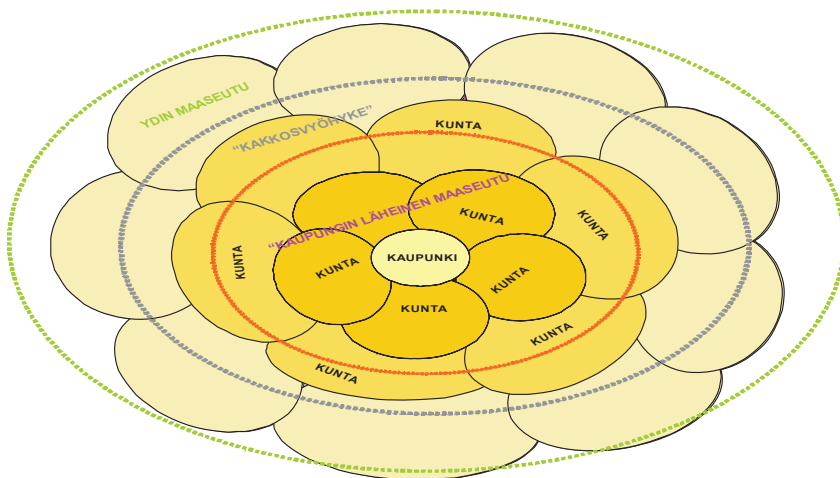 YDIN MAASEUTU
“KAKKOSVYÖHYKE”
KUNTA
“KAUPUNGIN LÄHEINEN MAASEUTU
KUNTA
KUNTA
KUNTA
KUNTA
KAUPUNKI
KUNTA
KUNTA
KUNTA
KUNTA